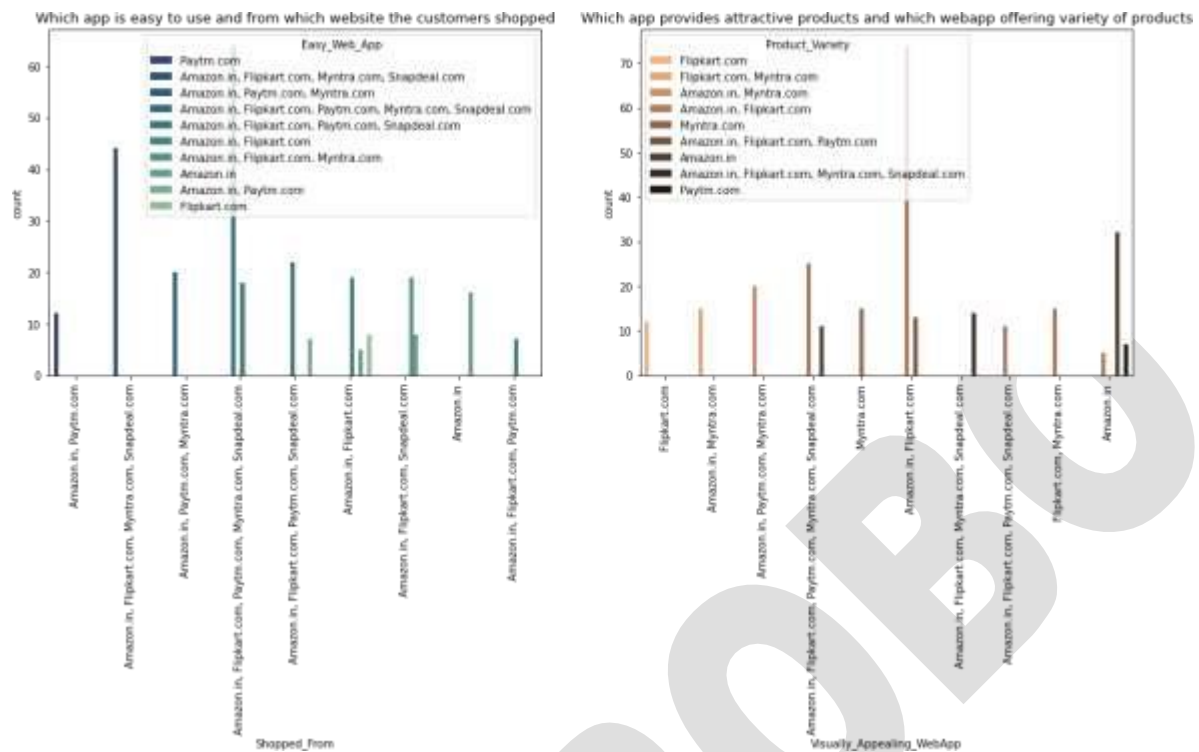 Which app is easy to use and from which website the customers shopped
Easy_Web_App
Paytm.com
Amazon.in, Flipkart.com, Myntra.com, Snapdeal.com
Amazon.in, Paytm.com, Myntra.com
Amazon.in, Flipkart.com, Paytm.com, Myntra.com, Snapdeal.com
Amazon.in, Flipkart.com, Paytm.com, Snapdeal.com
Amazon.in, Flipkart.com
Amazon.in, Flipkart.com, Myntra.com
Amazon.in
Amazon.in, Paytm.com
Flipkart.com
60
50
40
30
20
10
0
count
Amazon.in, Paytm.com
Amazon.in, Flipkart.com, Myntra.com, Snapdeal.com
Amazon.in, Paytm.com, Myntra.com
Amazon.in, Flipkart.com, Paytm.com, Myntra.com, Snapdeal.com
Amazon.in, Flipkart.com, Paytm.com, Snapdeal.com
Amazon.in, Flipkart.com
Amazon.in, Flipkart.com, Snapdeal.com
Amazon.in
Amazon.in, Flipkart.com, Paytm.com
Shopped_From
Which app provides attractive products and which webapp offering variety of products
Product_Variety
Flipkart.com
Flipkart.com, Myntra.com
Amazon.in, Myntra.com
Amazon.in, Flipkart.com
Myntra.com
Amazon.in, Flipkart.com, Paytm.com
Amazon.in
Amazon.in, Flipkart.com, Myntra.com, Snapdeal.com
Paytm.com
70
60
50
40
30
20
10
0
count
Flipkart.com
Amazon.in, Myntra.com
Amazon.in, Paytm.com, Myntra.com
Amazon.in, Flipkart.com, Paytm.com, Myntra.com, Snapdeal.com
Myntra.com
Amazon.in, Flipkart.com
Amazon.in, Flipkart.com, Myntra.com, Snapdeal.com
Amazon.in, Flipkart.com, Paytm.com, Snapdeal.com
Flipkart.com, Myntra.com
Amazon.in
Visually_Appealing_WebApp